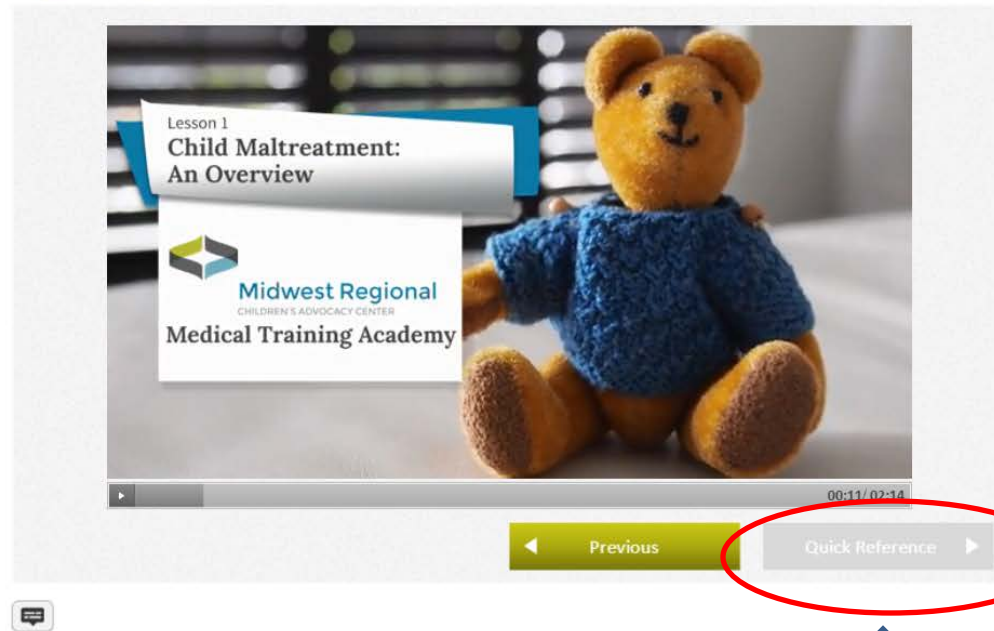 Lesson 1
Child Maltreatment:
An Overview
Midwest Regional
CHILDREN'S ADVOCACY CENTER
Medical Training Academy
00:11/ 02:14
Previous
Quick Reference